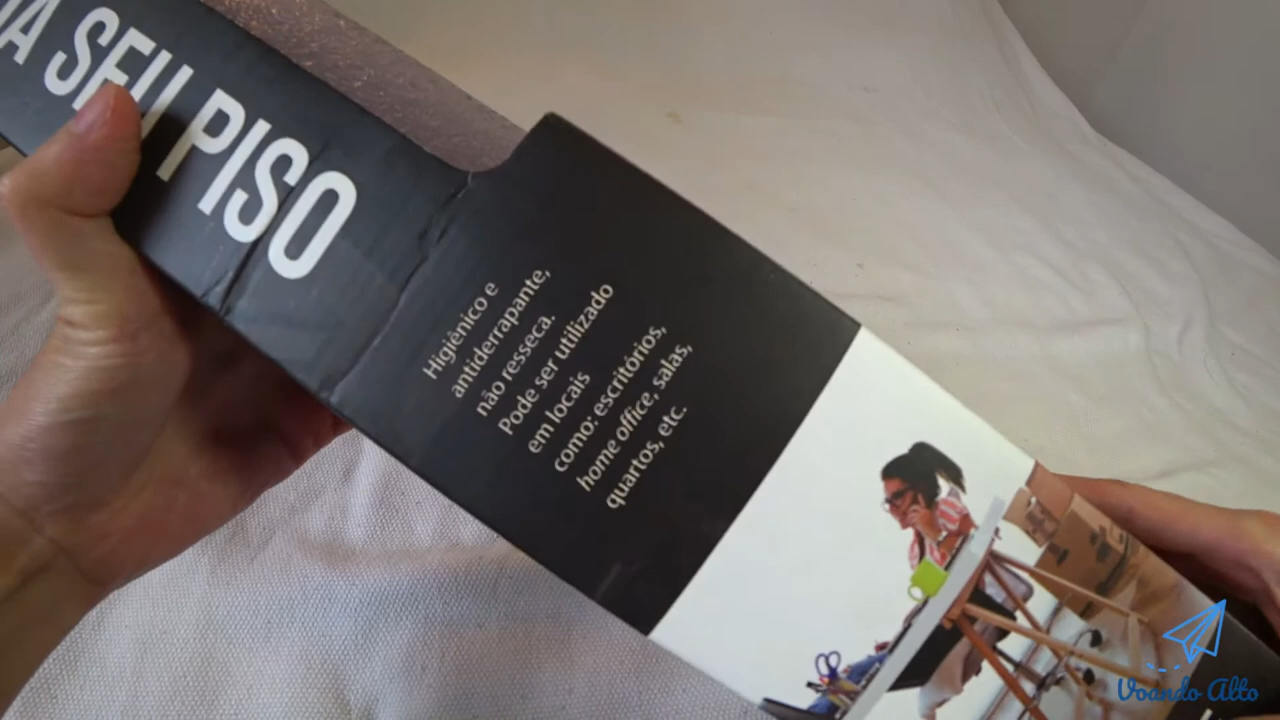 SEU PISO
Higiênico e
antiderrapante,
não resseca.
Pode ser utilizado
em locais
como: escritórios,
home office, salas,
quartos, etc.
Voando Alto